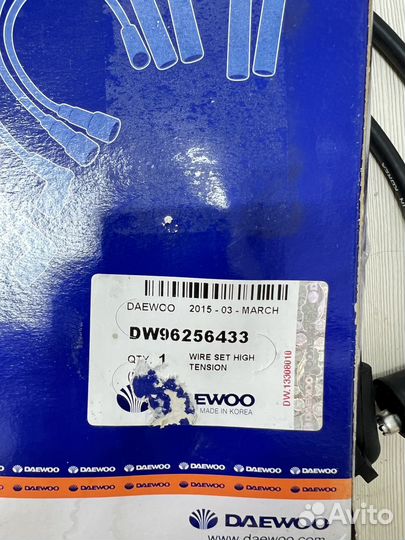 DAEWOO 2015 - 03 - MARCH
DW96256433
QTY. 1 WIRE SET HIGH
TENSION
EWOO
MADE IN KOREA
DW.13308010
DAEWOO DAEWOO DAEWOO DAEWOO
DAEWOO DAEWOO DAEWOO DAEWOO
DAEWOO
www.daewoo.com
Avito